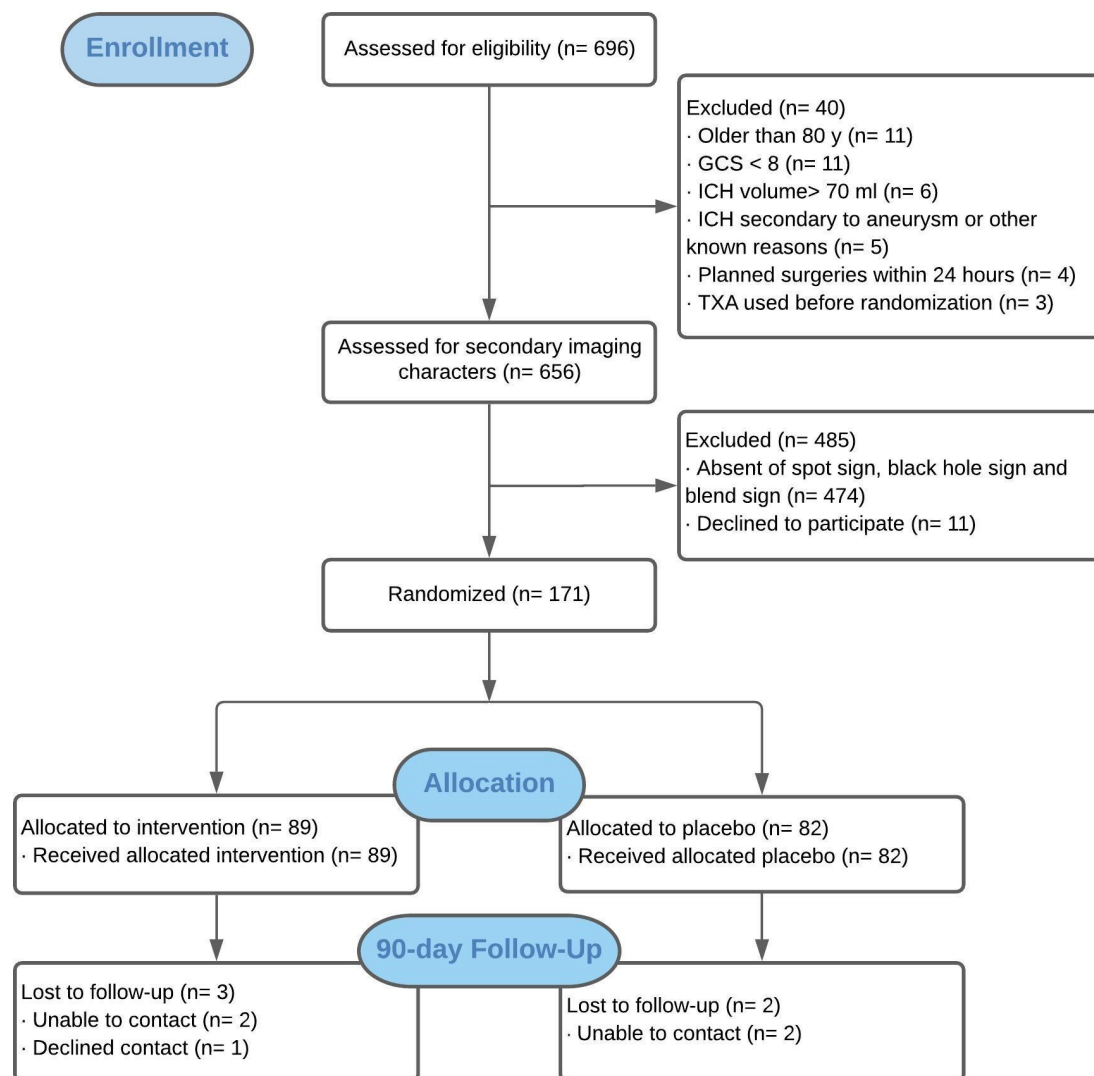 Enrollment
Assessed for eligibility (n= 696)
Excluded (n= 40)
· Older than 80 y (n= 11)
· GCS < 8 (n= 11)
· ICH volume> 70 ml (n= 6)
· ICH secondary to aneurysm or other
known reasons (n= 5)
· Planned surgeries within 24 hours (n= 4)
· TXA used before randomization (n= 3)
Assessed for secondary imaging
characters (n= 656)
Excluded (n= 485)
· Absent of spot sign, black hole sign and
blend sign (n= 474)
· Declined to participate (n= 11)
Randomized (n= 171)
Allocation
Allocated to intervention (n= 89)
· Received allocated intervention (n= 89)
Allocated to placebo (n= 82)
· Received allocated placebo (n= 82)
90-day Follow-Up
Lost to follow-up (n= 3)
· Unable to contact (n= 2)
· Declined contact (n= 1)
Lost to follow-up (n= 2)
· Unable to contact (n= 2)